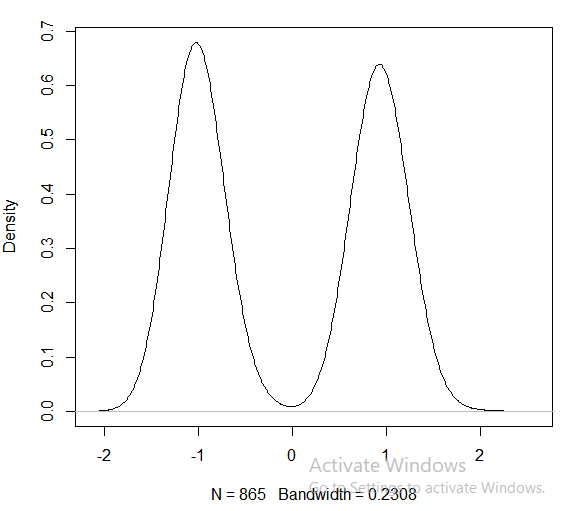 Density
0.7
0.6
0.5
0.4
0.3
0.2
0.1
0.0
-2 -1 0 1 2
Activate Windows
Go to Settings to activate Windows.
N = 865 Bandwidth = 0.2308